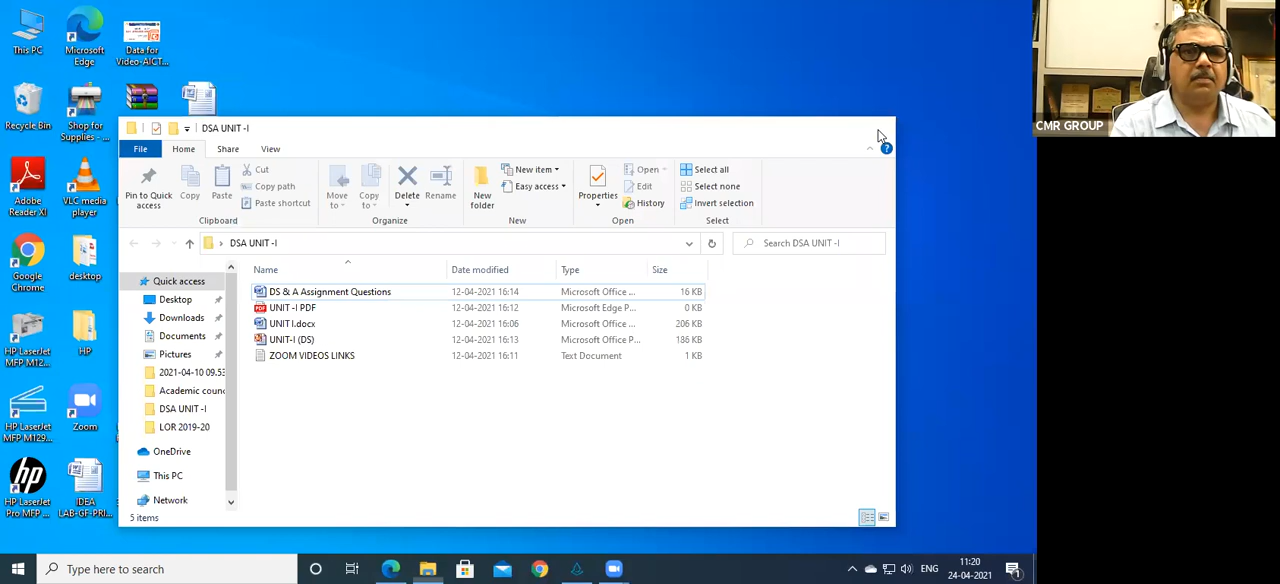 This PC
Microsoft
Edge
Data for
Video-AICT...
Recycle Bin
Shop for
Supplies - ...
Adobe
Reader XI
VLC media
player
Google
Chrome
desktop
HP LaserJet
MFP M12...
HP
HP LaserJet
MFP M129...
Zoom
HP LaserJet
Pro MFP ...
IDEA
LAB-GF-PRI...
DSA UNIT -I
File
Home
Share
View
Pin to Quick
access
Copy
Paste
Cut
Copy path
Paste shortcut
Clipboard
Move
to
Copy
to
Delete
Rename
Organize
New
folder
New item
Easy access
New
Properties
Open
Edit
History
Open
Select all
Select none
Invert selection
Select
DSA UNIT -I
Search DSA UNIT -I
Quick access
Desktop
Downloads
Documents
Pictures
2021-04-10 09.53
Academic coun
DSA UNIT -I
LOR 2019-20
OneDrive
This PC
Network
Name Date modified Type Size
DS & A Assignment Questions 12-04-2021 16:14 Microsoft Office ... 16 KB
UNIT -I PDF 12-04-2021 16:12 Microsoft Edge P... 0 KB
UNIT I.docx 12-04-2021 16:06 Microsoft Office ... 206 KB
UNIT-I (DS) 12-04-2021 16:13 Microsoft Office P... 186 KB
ZOOM VIDEOS LINKS 12-04-2021 16:11 Text Document 1 KB
5 items
CMR GROUP
Type here to search
ENG
11:20
24-04-2021